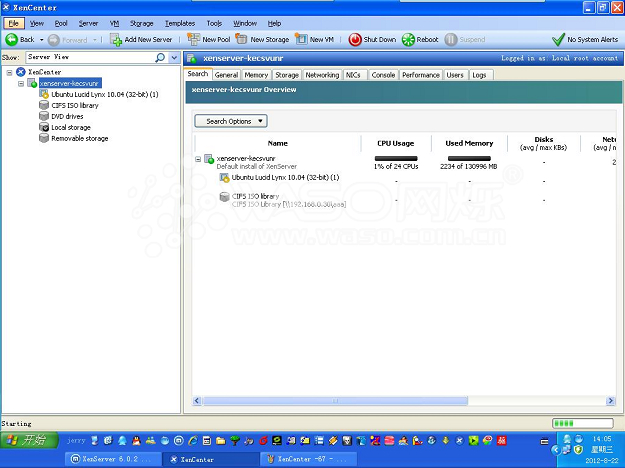 XenCenter
File View Pool Server VM Storage Templates Tools Window Help
Back Forward Add New Server New Pool New Storage New VM Shut Down Reboot Suspend No System Alerts
Show: Server View
xenserver-kecsvunr Logged in as: Local root account
XenCenter
xenserver-kecsvunr
Ubuntu Lucid Lynx 10.04 (32-bit) (1)
CIFS ISO library
DVD drives
Local storage
Removable storage
Search General Memory Storage Networking NICs Console Performance Users Logs
xenserver-kecsvunr Overview
Search Options
Name CPU Usage Used Memory Disks
(avg / max KBs) (avg / m
xenserver-kecsvunr
Default install of XenServer 1% of 24 CPUs 2234 of 130996 MB - 2
Ubuntu Lucid Lynx 10.04 (32-bit) (1) - - -
CIFS ISO library - - -
CIFS ISO Library
WASO网烁
www.waso.com.cn
Starting
开始 jerry 14:05
星期三
XenServer 6.0.2 ... XenCenter XenCenter -67 - ... 2012-8-22